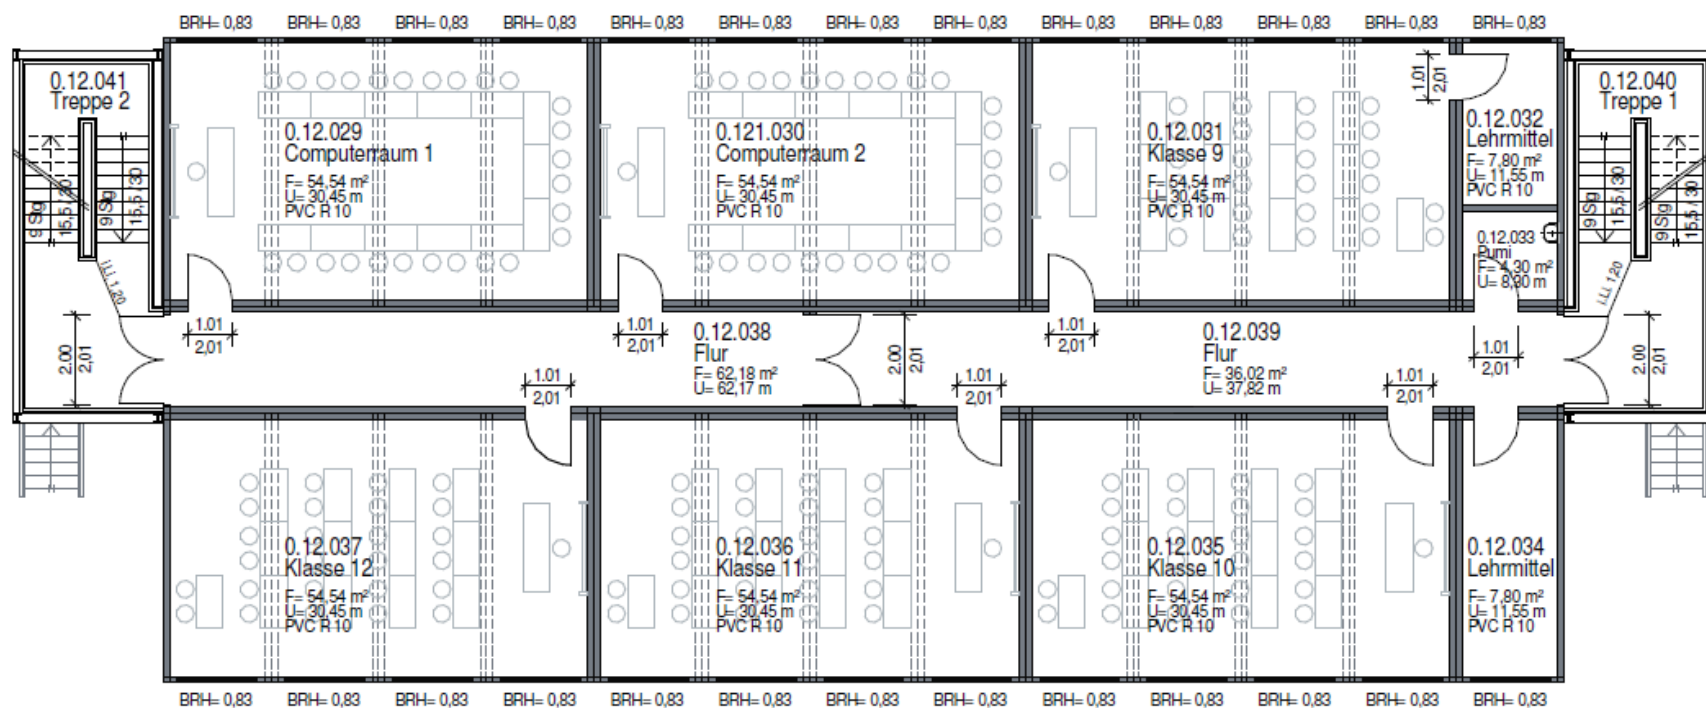 BRH= 0,83 BRH= 0,83 BRH= 0,83 BRH= 0,83 BRH= 0,83 BRH= 0,83 BRH= 0,83 BRH= 0,83 BRH= 0,83 BRH= 0,83 BRH= 0,83 BRH= 0,83 BRH= 0,83
0.12.041
Treppe 2
9 Stg
15,5 / 30
9 Stg
15,5 / 30
i.Li 1,20
2.00
2,01
0.12.029
Computerraum 1
F= 54,54 m²
U= 30,45 m
PVC R 10
0.121.030
Computerraum 2
F= 54,54 m²
U= 30,45 m
PVC R 10
0.12.031
Klasse 9
F= 54,54 m²
U= 30,45 m
PVC R 10
1.01
2,01
0.12.032
Lehrmittel
F= 7,80 m²
U= 11,55 m
PVC R 10
0.12.033
Pumi
F= 4,30 m²
U= 8,30 m
0.12.040
Treppe 1
9 Stg
15,5 / 30
9 Stg
15,5 / 30
i.Li 1,20
2.00
2,01
1.01
2,01
1.01
2,01
0.12.038
Flur
F= 62,18 m²
U= 62,17 m
2.00
2,01
1.01
2,01
0.12.039
Flur
F= 36,02 m²
U= 37,82 m
1.01
2,01
1.01
2,01
1.01
2,01
1.01
2,01
0.12.037
Klasse 12
F= 54,54 m²
U= 30,45 m
PVC R 10
0.12.036
Klasse 11
F= 54,54 m²
U= 30,45 m
PVC R 10
0.12.035
Klasse 10
F= 54,54 m²
U= 30,45 m
PVC R 10
0.12.034
Lehrmittel
F= 7,80 m²
U= 11,55 m
PVC R 10
BRH= 0,83 BRH= 0,83 BRH= 0,83 BRH= 0,83 BRH= 0,83 BRH= 0,83 BRH= 0,83 BRH= 0,83 BRH= 0,83 BRH= 0,83 BRH= 0,83 BRH= 0,83 BRH= 0,83